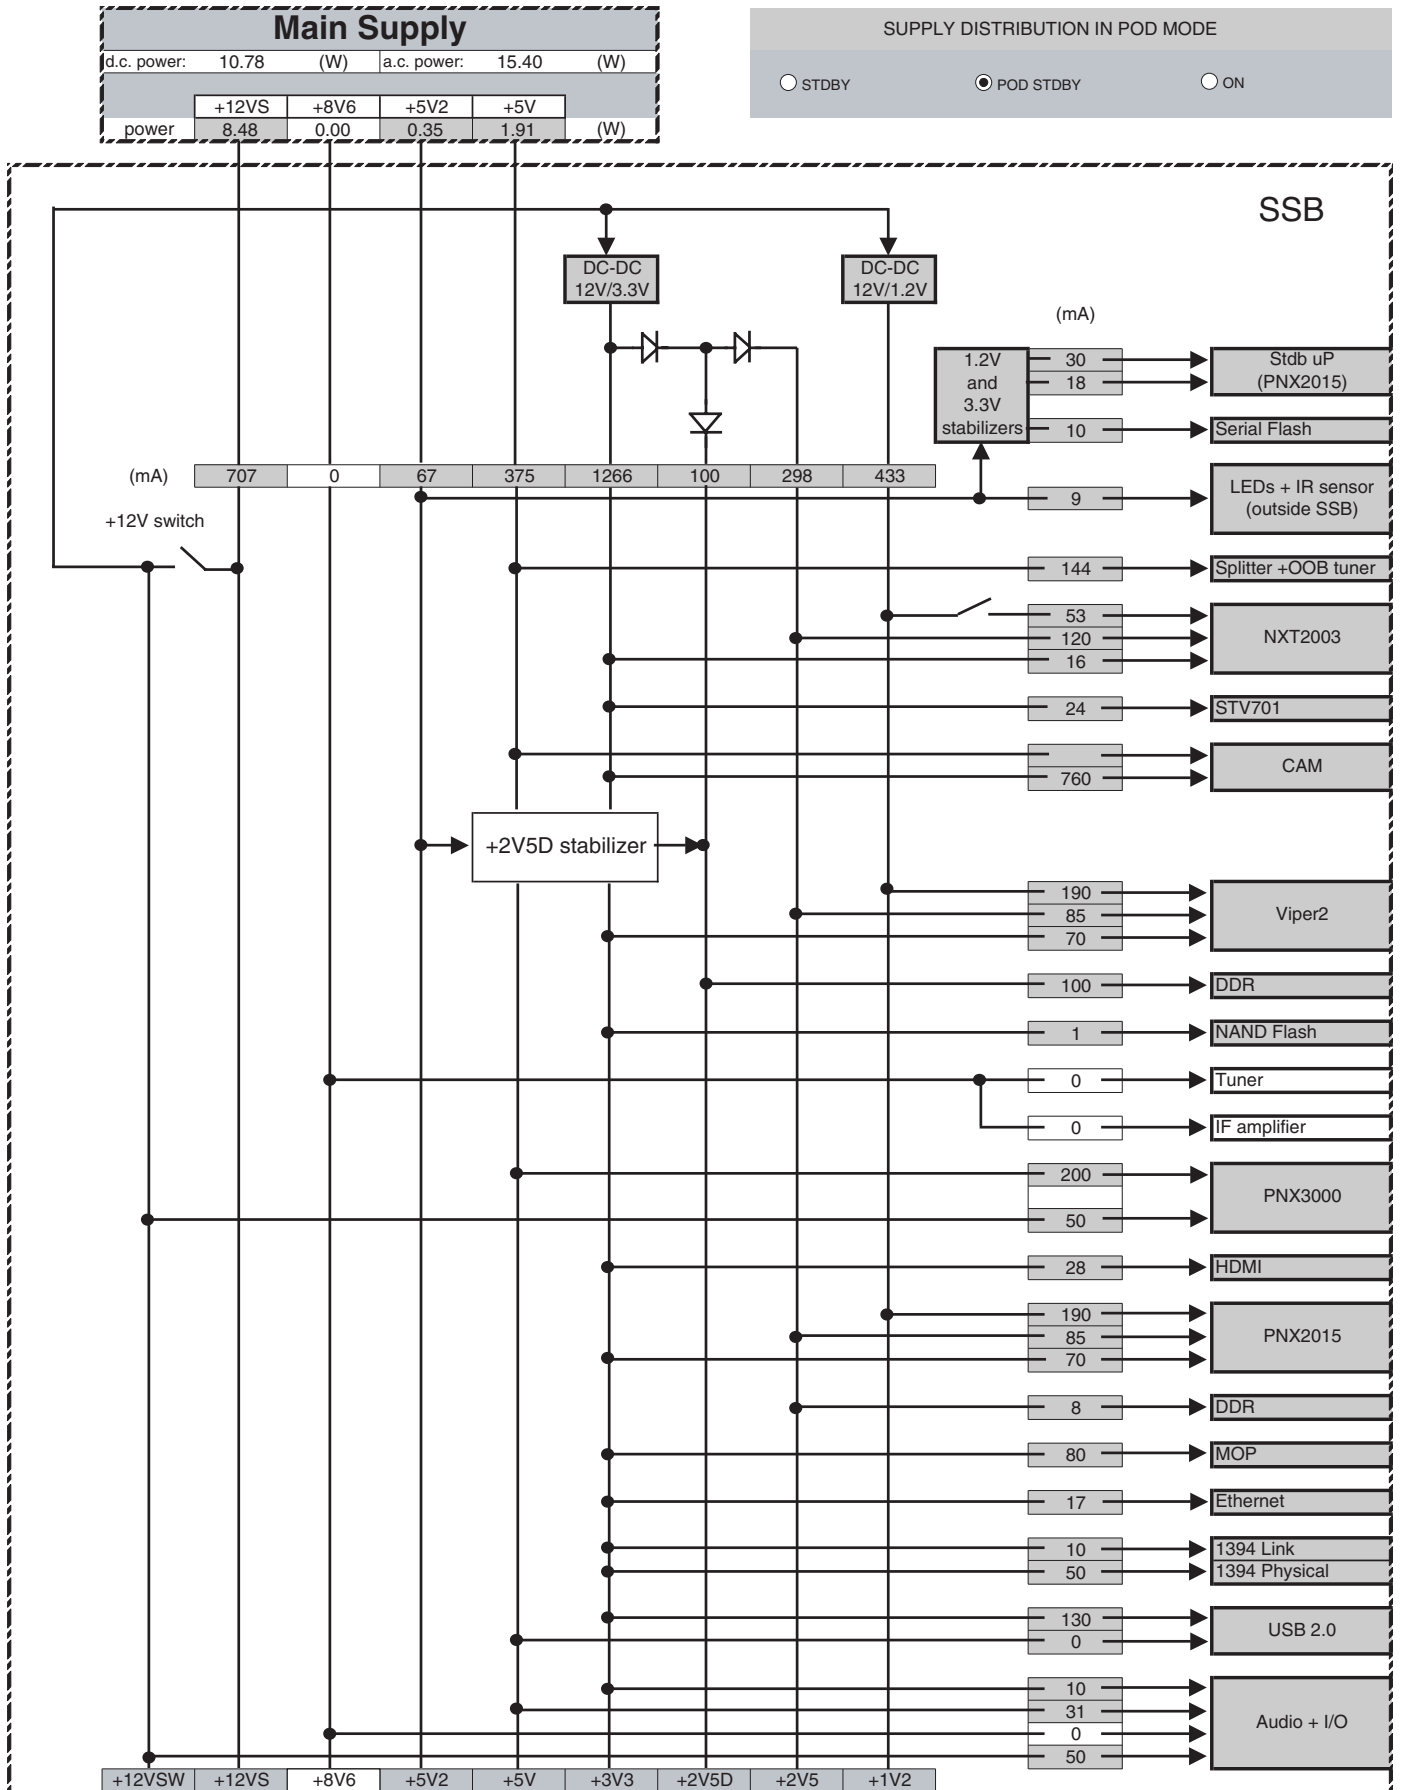 Main Supply
d.c. power: 10.78 (W) a.c. power: 15.40 (W)
+12VS +8V6 +5V2 +5V
power 8.48 0.00 0.35 1.91 (W)
SUPPLY DISTRIBUTION IN POD MODE
STDBY POD STDBY ON
SSB
DC-DC
12V/3.3V
DC-DC
12V/1.2V
(mA)
1.2V
and
3.3V
stabilizers
30
18
Stdb uP
(PNX2015)
10 Serial Flash
(mA) 707 0 67 375 1266 100 298 433
9
LEDs + IR sensor
(outside SSB)
+12V switch
144 Splitter +OOB tuner
53
120 NXT2003
16
24 STV701
CAM
760
+2V5D stabilizer
190
85 Viper2
70
100 DDR
1 NAND Flash
0 Tuner
0 IF amplifier
200
PNX3000
50
28 HDMI
190
85 PNX2015
70
8 DDR
80 MOP
17 Ethernet
10 1394 Link
50 1394 Physical
130
USB 2.0
0
10
31
Audio + I/O
0
50
+12VSW +12VS +8V6 +5V2 +5V +3V3 +2V5D +2V5 +1V2